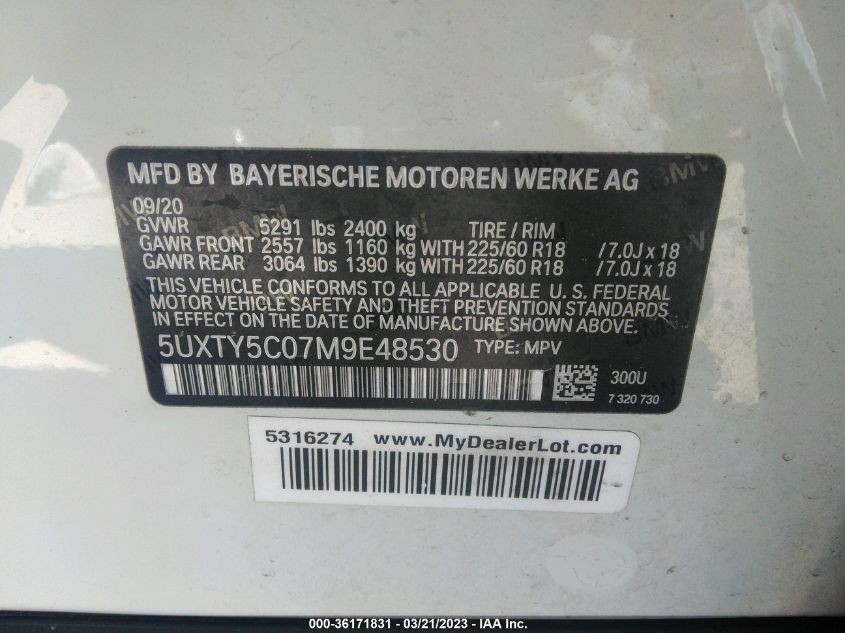 MFD BY BAYERISCHE MOTOREN WERKE AG
09/20
GVWR 5291 lbs 2400 kg TIRE / RIM
GAWR FRONT 2557 lbs 1160 kg WITH 225/60 R18 / 7.0J x 18
GAWR REAR 3064 lbs 1390 kg WITH 225/60 R18 / 7.0J x 18
THIS VEHICLE CONFORMS TO ALL APPLICABLE U. S. FEDERAL
MOTOR VEHICLE SAFETY AND THEFT PREVENTION STANDARDS
IN EFFECT ON THE DATE OF MANUFACTURE SHOWN ABOVE.
5UXTY5C07M9E48530 TYPE: MPV
300U
7 320 730
5316274 www.MyDealerLot.com
000-36171831 - 03/21/2023 - IAA Inc.